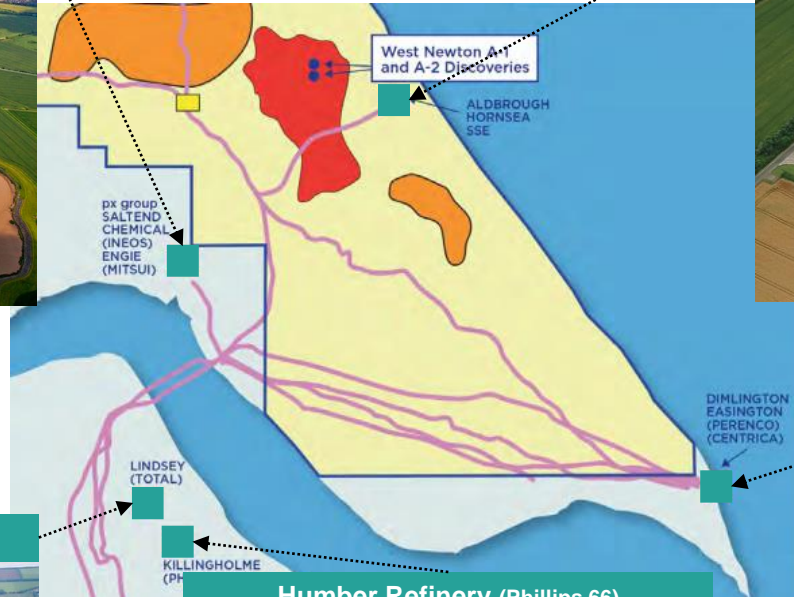 West Newton A-1
and A-2 Discoveries
ALDBROUGH
HORNSEA
SSE
px group
SALTEND
CHEMICAL
(INEOS)
ENGIE
(MITSUI)
DIMLINGTON
EASINGTON
(PERENCO)
(CENTRICA)
LINDSEY
(TOTAL)
KILLINGHOLME
(PH
Humber Refinery (Phillips 66)